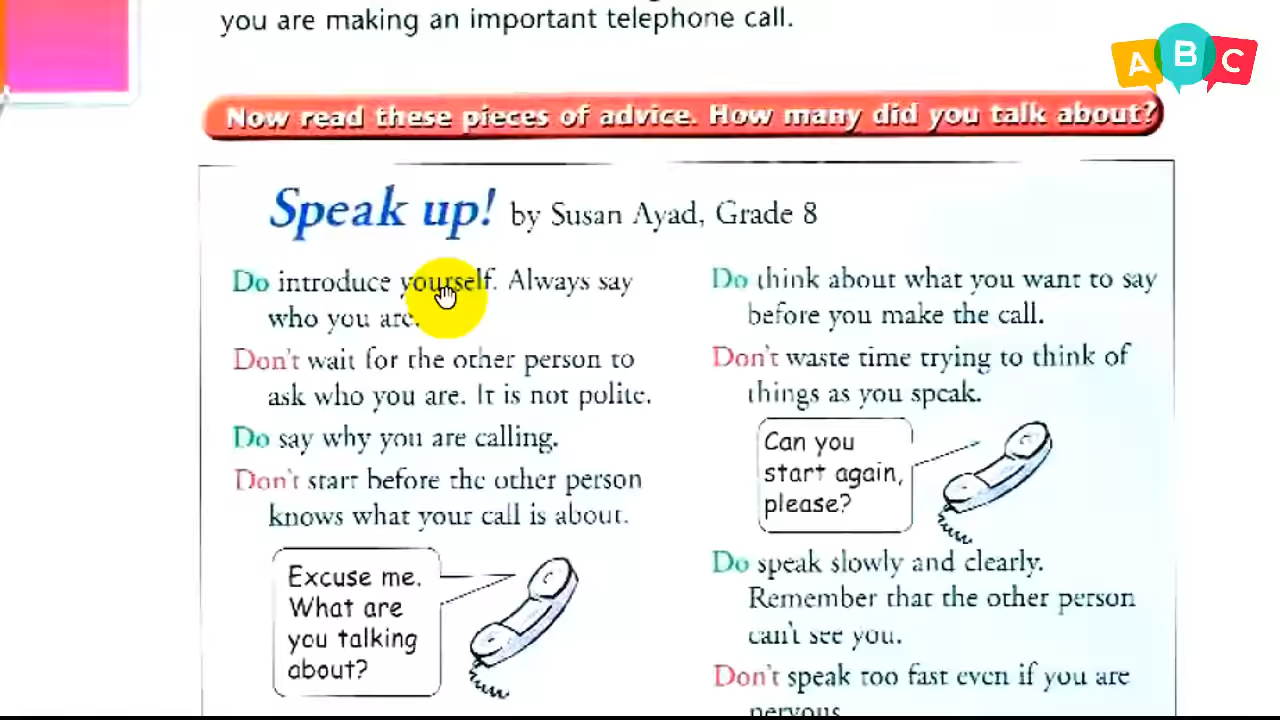 you are making an important telephone call.
A B C
Now read these pieces of advice. How many did you talk about?
Speak up! by Susan Ayad, Grade 8
Do introduce yourself. Always say
who you are.
Don't wait for the other person to
ask who you are. It is not polite.
Do say why you are calling.
Don't start before the other person
knows what your call is about.
Excuse me.
What are
you talking
about?
Do think about what you want to say
before you make the call.
Don't waste time trying to think of
things as you speak.
Can you
start again,
please?
Do speak slowly and clearly.
Remember that the other person
can't see you.
Don't speak too fast even if you are
nervous